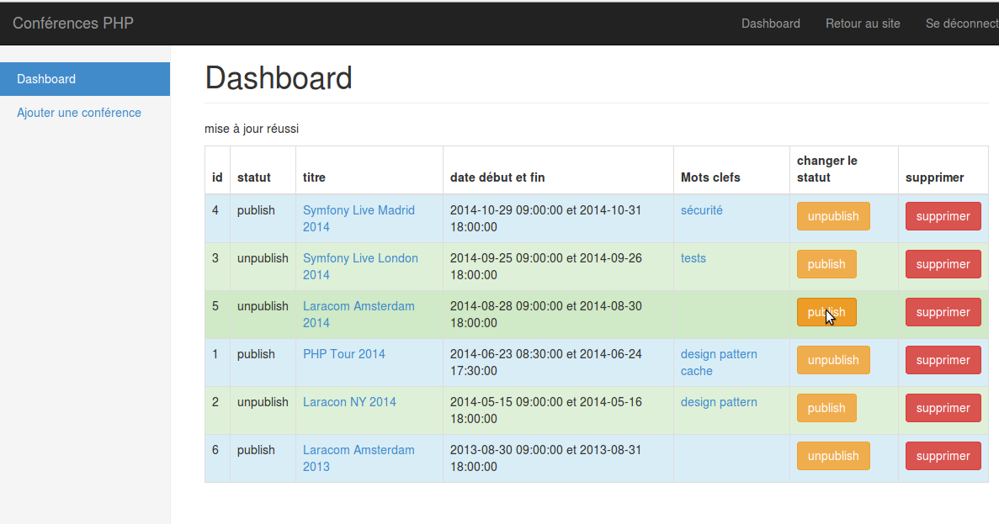 Conférences PHP
Dashboard Retour au site Se déconnect
Dashboard
Ajouter une conférence
Dashboard
mise à jour réussi
id statut titre date début et fin Mots clefs changer le statut supprimer
4 publish Symfony Live Madrid 2014 2014-10-29 09:00:00 et 2014-10-31 18:00:00 sécurité unpublish supprimer
3 unpublish Symfony Live London 2014 2014-09-25 09:00:00 et 2014-09-26 18:00:00 tests publish supprimer
5 unpublish Laracom Amsterdam 2014 2014-08-28 09:00:00 et 2014-08-30 18:00:00 publish supprimer
1 publish PHP Tour 2014 2014-06-23 08:30:00 et 2014-06-24 17:30:00 design pattern cache unpublish supprimer
2 unpublish Laracon NY 2014 2014-05-15 09:00:00 et 2014-05-16 18:00:00 design pattern publish supprimer
6 publish Laracom Amsterdam 2013 2013-08-30 09:00:00 et 2013-08-31 18:00:00 unpublish supprimer